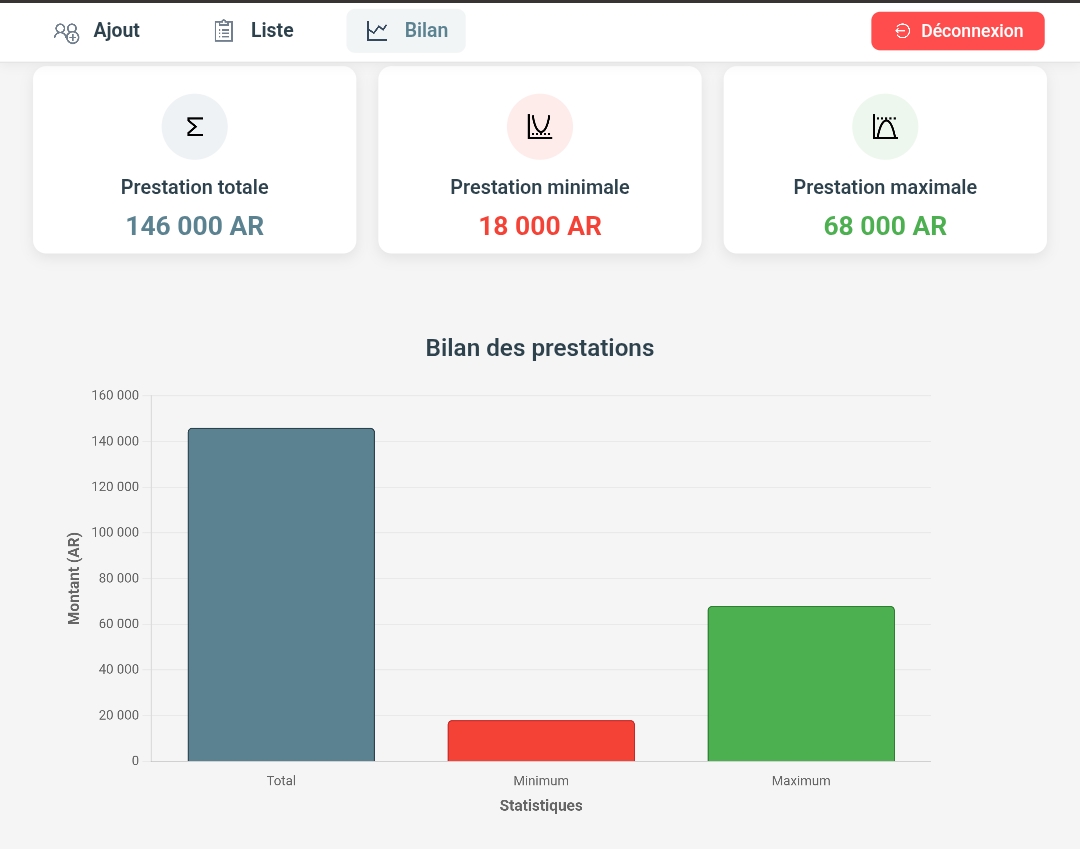 Ajout Liste Bilan Déconnexion
Σ
Prestation totale Prestation minimale Prestation maximale
146 000 AR 18 000 AR 68 000 AR
Bilan des prestations
160 000
140 000
120 000
100 000
80 000
60 000
40 000
20 000
0
Montant (AR)
Total Minimum Maximum
Statistiques